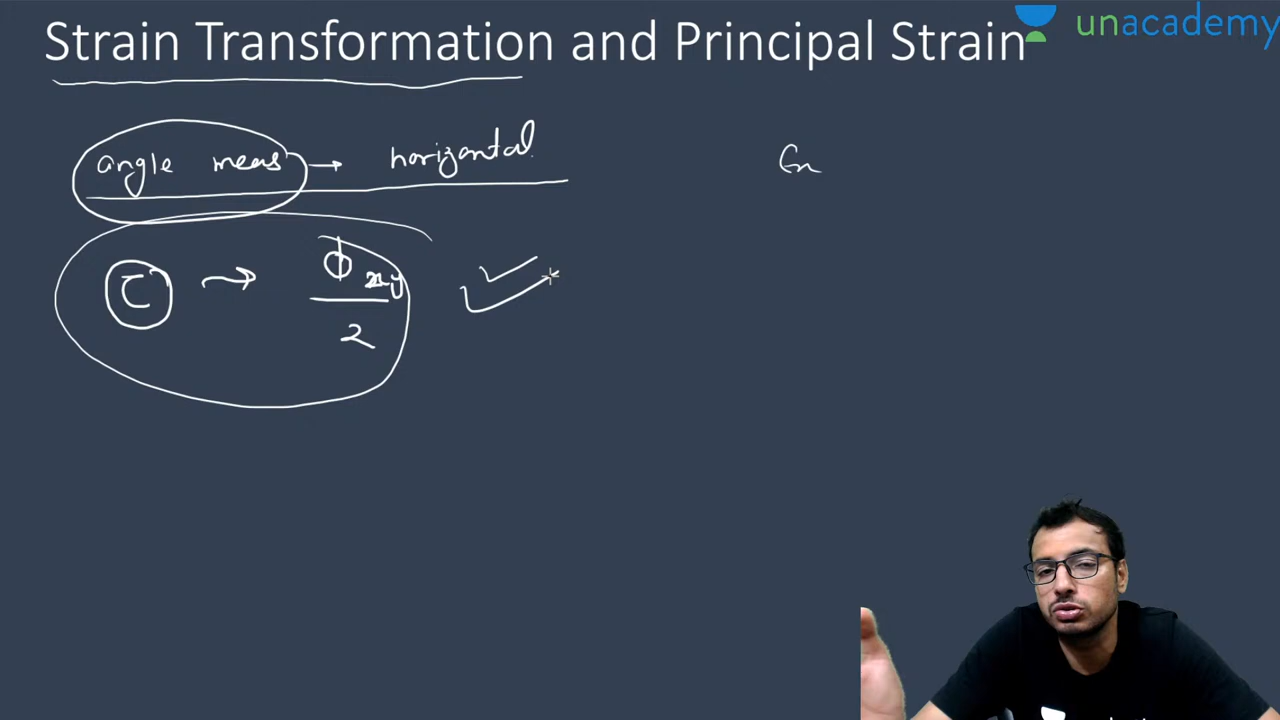 Strain Transformation and Principal Strain
unacademy
angle meas → horizontal
τ → ϕxy
2